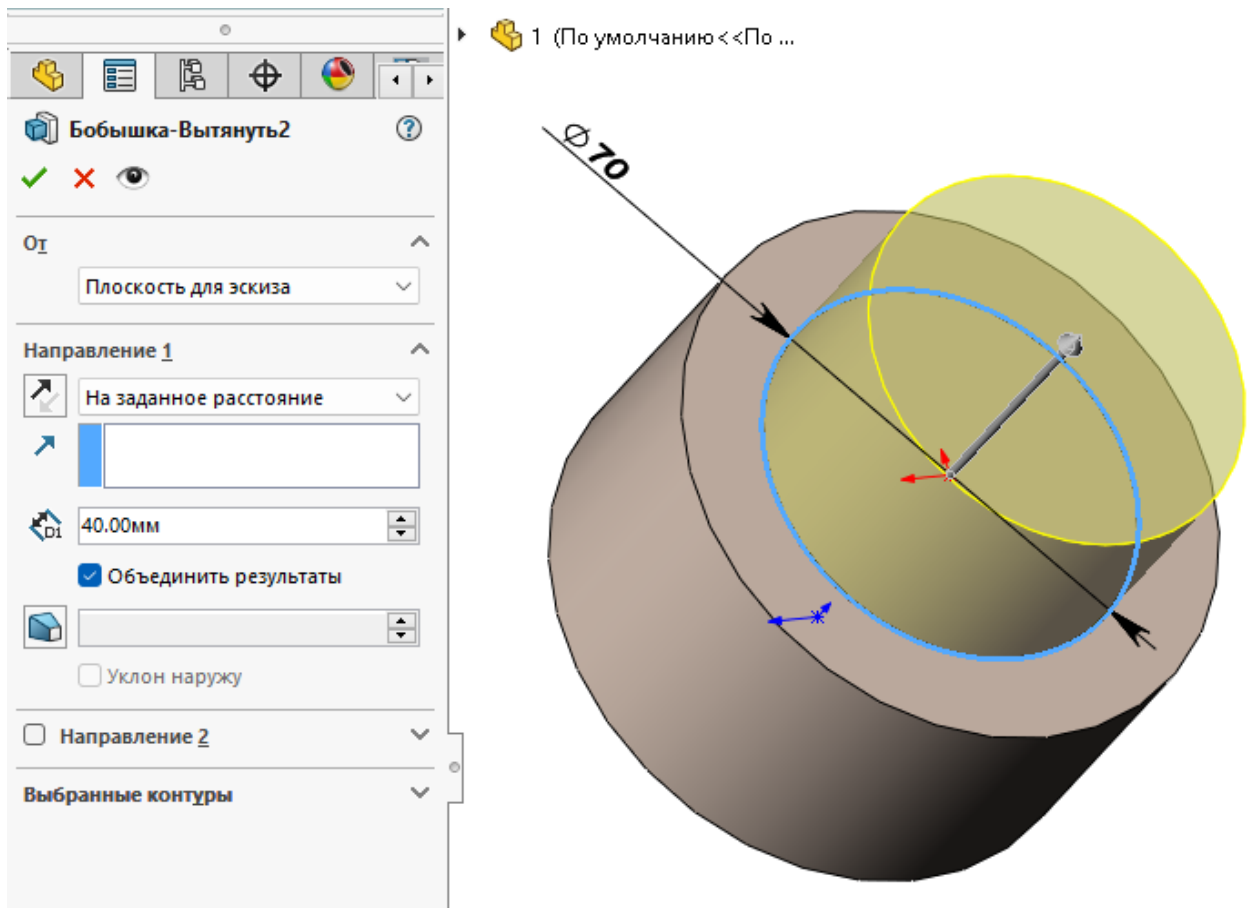 1 (По умолчанию<<По ...
Бобышка-Вытянуть2
От
Плоскость для эскиза
Направление 1
На заданное расстояние
D1
40.00мм
Объединить результаты
Уклон наружу
Направление 2
Выбранные контуры
⌀70